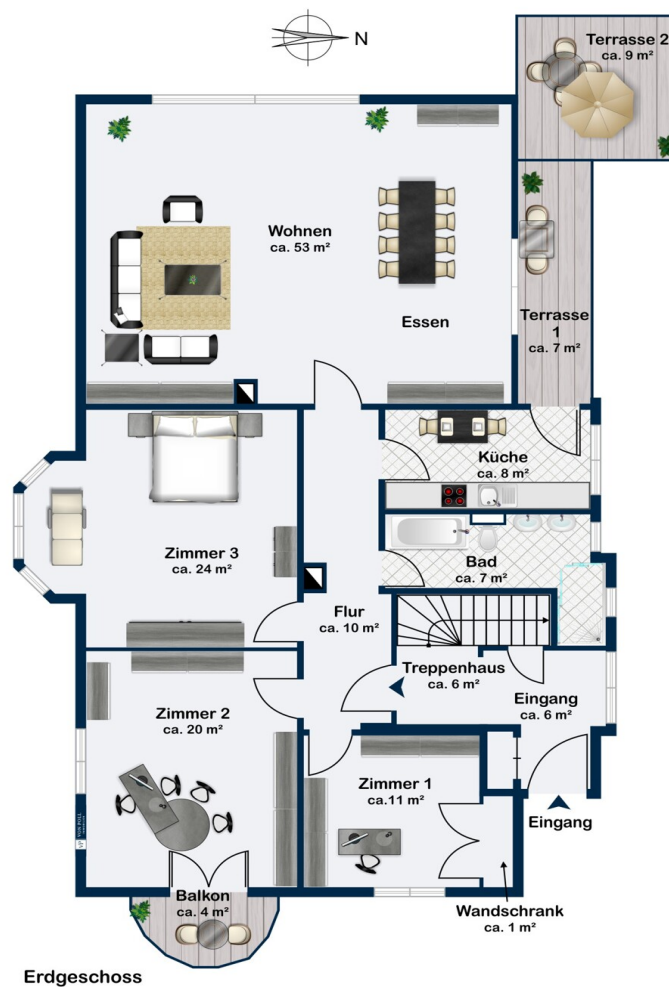 N
Terrasse 2
ca. 9 m²
Wohnen
ca. 53 m²
Essen
Terrasse
1
ca. 7 m²
Küche
ca. 8 m²
Zimmer 3
ca. 24 m²
Bad
ca. 7 m²
Flur
ca. 10 m²
Treppenhaus
ca. 6 m²
Eingang
ca. 6 m²
Zimmer 2
ca. 20 m²
Zimmer 1
ca.11 m²
Eingang
VP VON POLL
Balkon
ca. 4 m²
Wandschrank
ca. 1 m²
Erdgeschoss